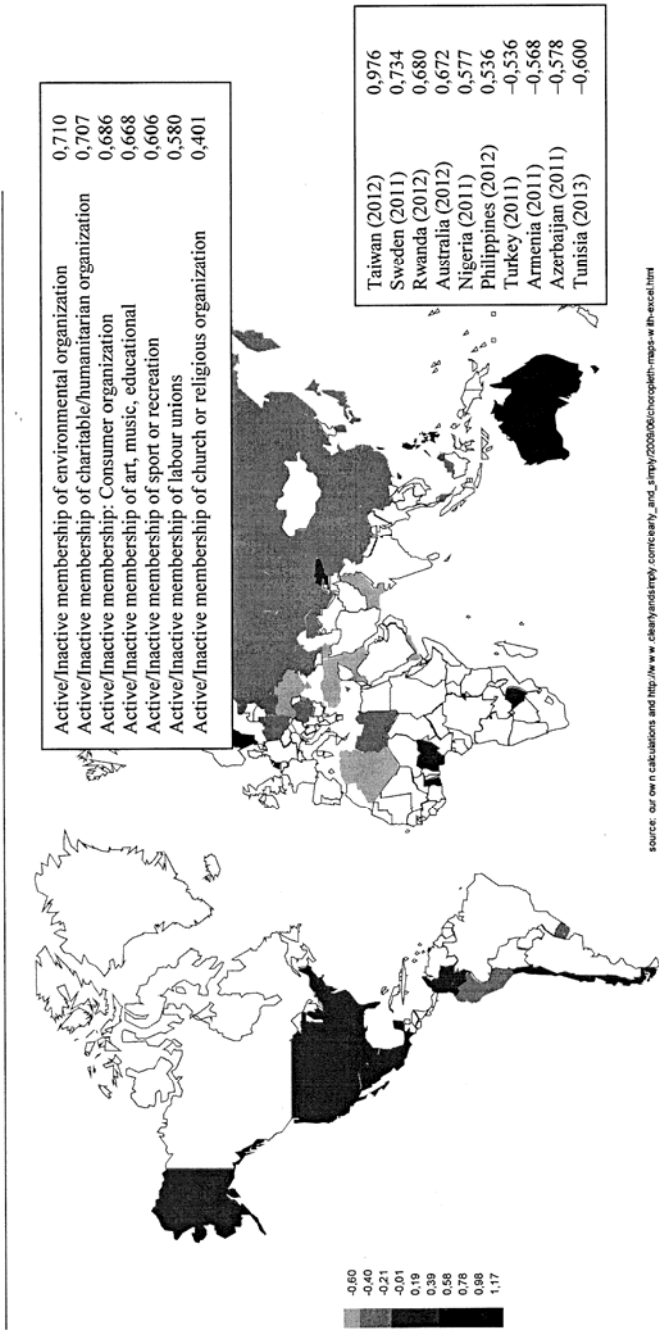 Active/Inactive membership of environmental organization 0,710
Active/Inactive membership of charitable/humanitarian organization 0,707
Active/Inactive membership: Consumer organization 0,686
Active/Inactive membership of art, music, educational 0,668
Active/Inactive membership of sport or recreation 0,606
Active/Inactive membership of labour unions 0,580
Active/Inactive membership of church or religious organization 0,401
Taiwan (2012) 0,976
Sweden (2011) 0,734
Rwanda (2012) 0,680
Australia (2012) 0,672
Nigeria (2011) 0,577
Philippines (2012) 0,536
Turkey (2011) –0,536
Armenia (2011) –0,568
Azerbaijan (2011) –0,578
Tunisia (2013) –0,600
-0,60
-0,40
-0,21
-0,01
0,19
0,39
0,58
0,78
0,98
1,17
source: our own calculations and http://www.clearlyandsimply.com/clearly_and_simply/2009/06/choropleth-maps-with-excel.html